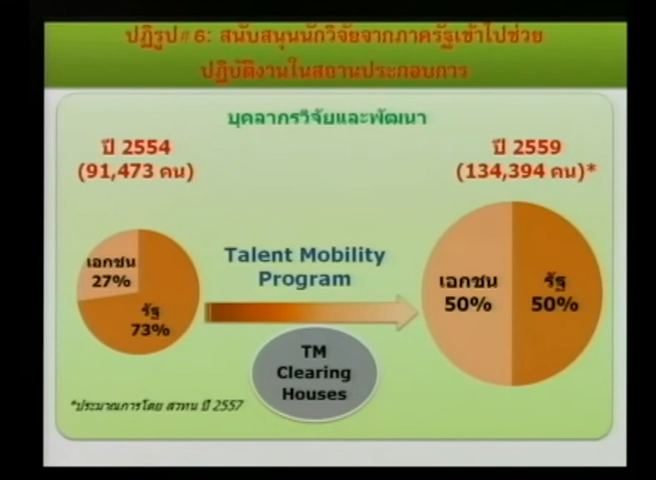 ปฏิรูป# 6: สนับสนุนนักวิจัยจากภาครัฐเข้าไปช่วย
ปฏิบัติงานในสถานประกอบการ
บุคลากรวิจัยและพัฒนา
ปี 2554
(91,473 คน)
ปี 2559
(134,394 คน)*
เอกชน
27%
รัฐ
73%
Talent Mobility
Program
TM
Clearing
Houses
เอกชน
50%
รัฐ
50%
*ประมาณการโดย สวทน ปี 2557